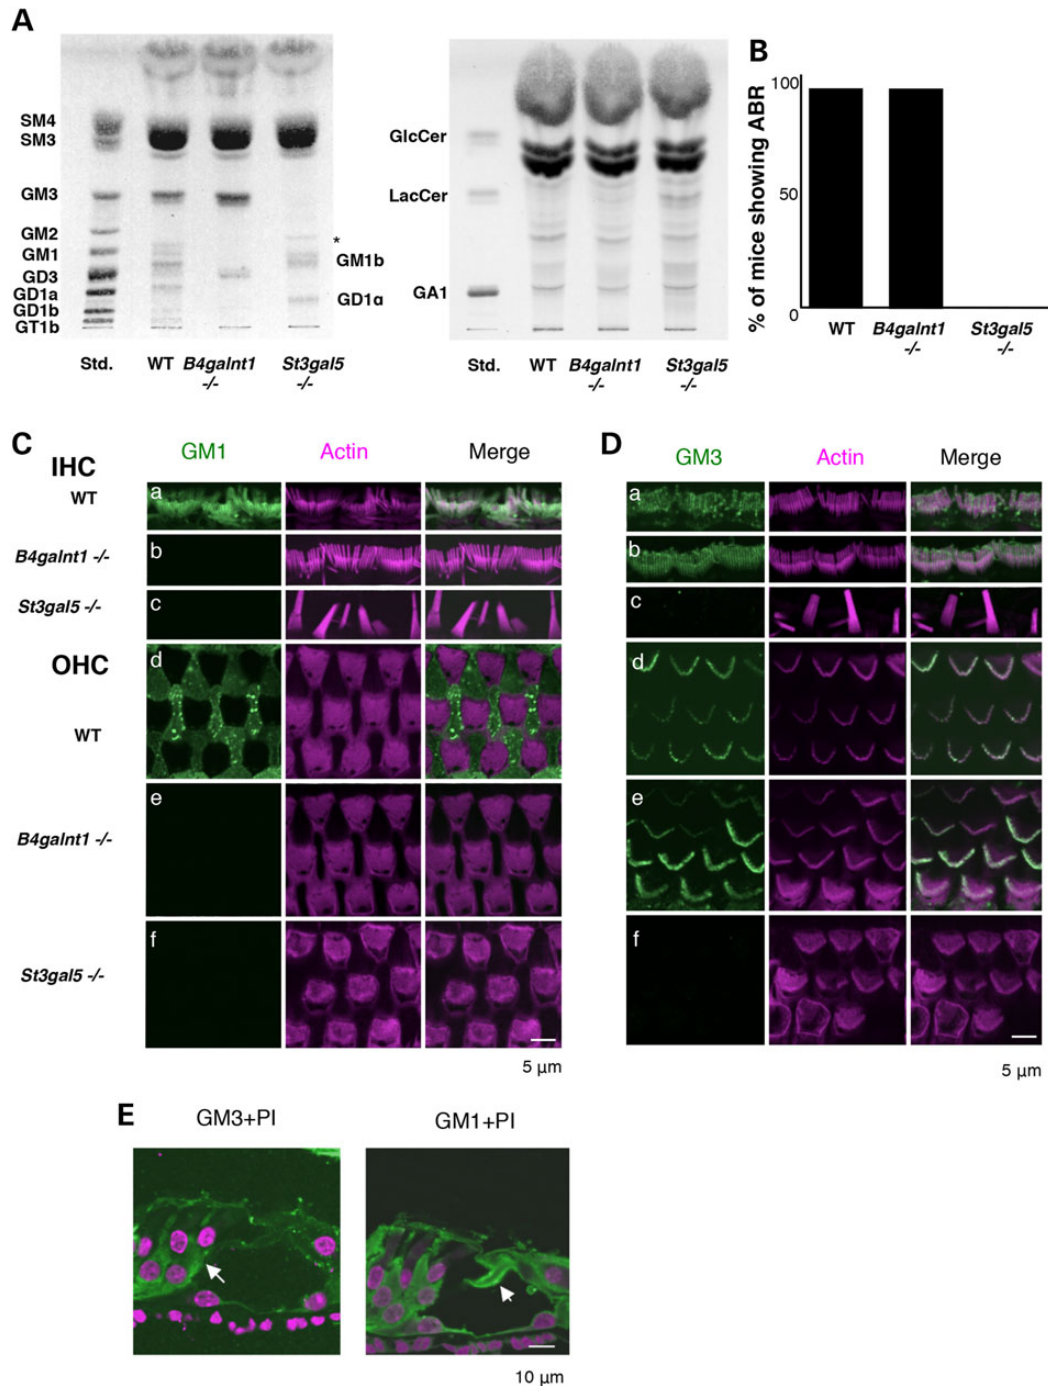 A
SM4
SM3
GM3
GM2
GM1
GD3
GD1a
GD1b
GT1b
*
GM1b
GD1α
Std. WT B4galnt1 -/- St3gal5 -/-
GlcCer
LacCer
GA1
Std. WT B4galnt1 -/- St3gal5 -/-
B
% of mice showing ABR
100
50
0
WT B4galnt1 -/- St3gal5 -/-
C
GM1 Actin Merge
IHC
WT
a
B4galnt1 -/-
b
St3gal5 -/-
c
OHC
d
WT
e
B4galnt1 -/-
f
St3gal5 -/-
5 µm
D
GM3 Actin Merge
a
b
c
d
e
f
5 µm
E
GM3+PI GM1+PI
10 µm